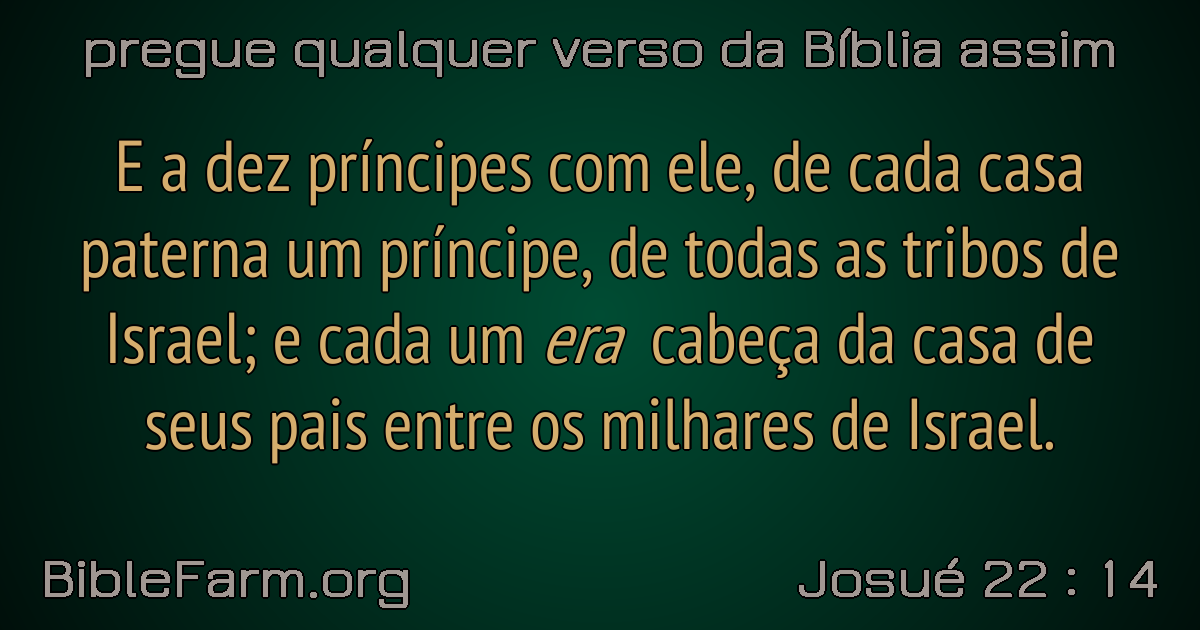 pregue qualquer verso da Bíblia assim
E a dez príncipes com ele, de cada casa
paterna um príncipe, de todas as tribos de
Israel; e cada um era cabeça da casa de
seus pais entre os milhares de Israel.
BibleFarm.org
Josué 22 : 14